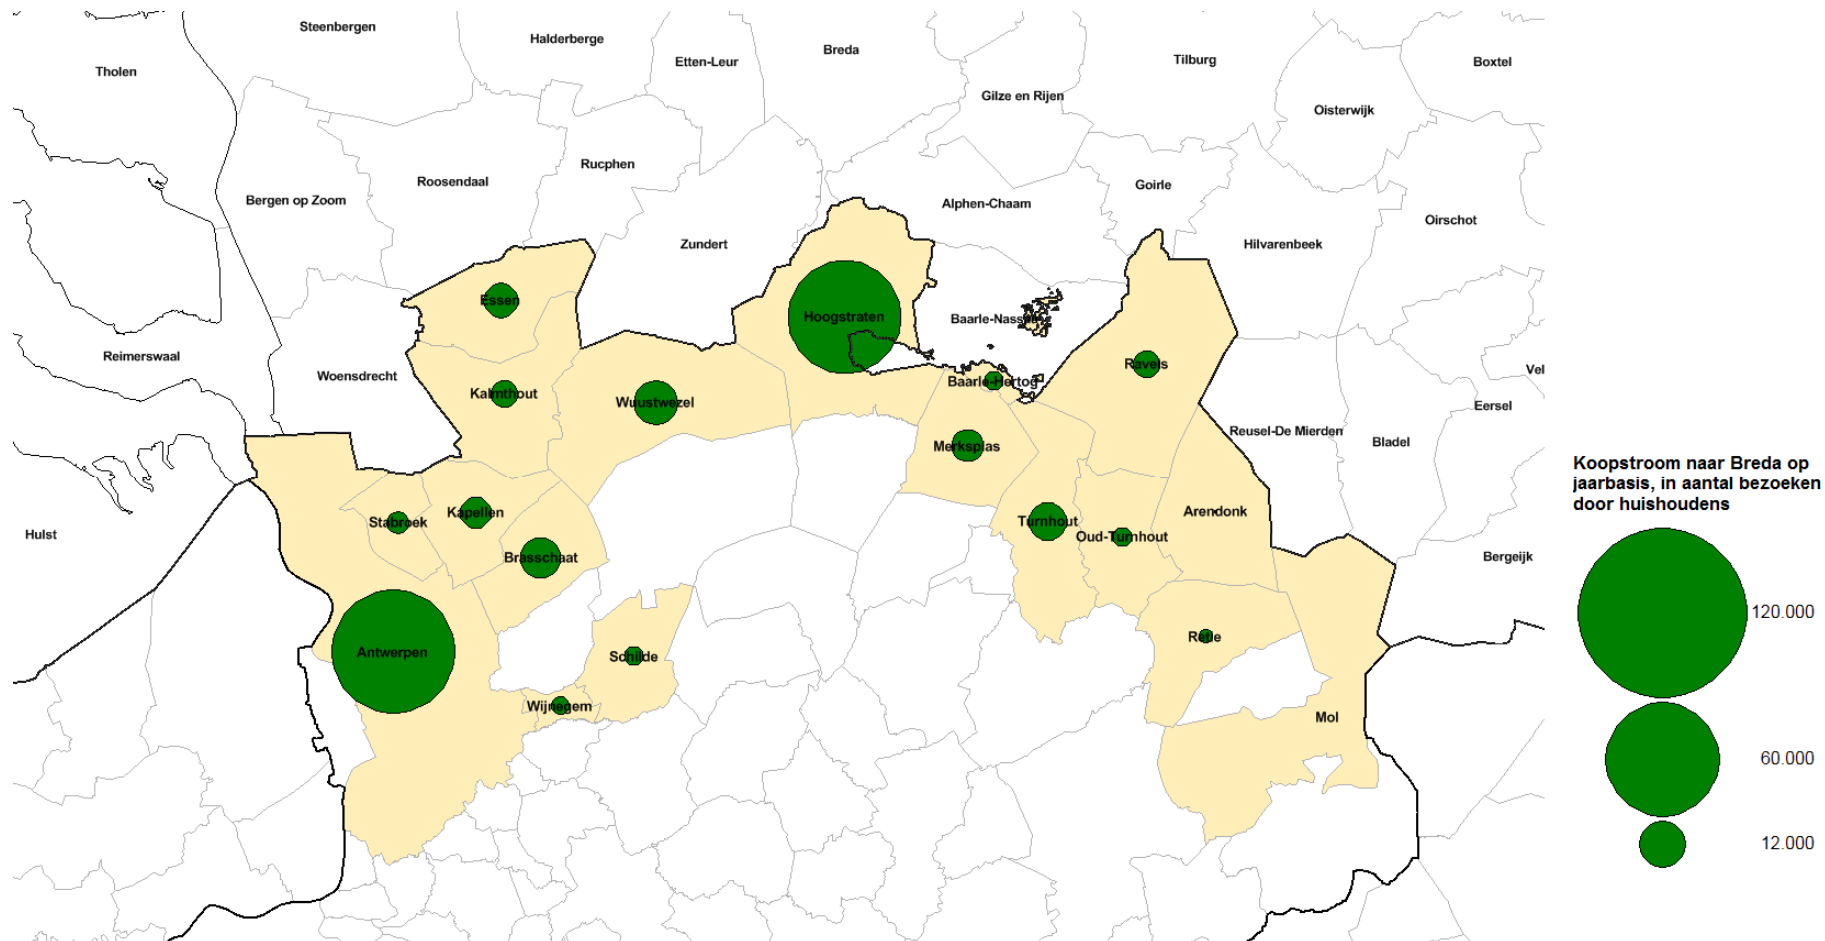 Steenbergen
Halderberge
Breda
Etten-Leur
Tilburg
Boxtel
Tholen
Gilze en Rijen
Oisterwijk
Rucphen
Roosendaal
Goirle
Bergen op Zoom
Alphen-Chaam
Oirschot
Zundert
Hilvarenbeek
Essen
Hoogstraten
Baarle-Nassau
Reimerswaal
Woensdrecht
Ravels
Vel
Baarle-Hertog
Kalmthout
Wuustwezel
Eersel
Reusel-De Mierden
Bladel
Merksplas
Koopstroom naar Breda op
jaarbasis, in aantal bezoeken
door huishoudens
Kapellen
Arendonk
Stabroek
Turnhout
Hulst
Oud-Turnhout
Brasschaat
Bergeijk
120.000
Retie
Antwerpen
Schilde
Wijnegem
Mol
60.000
12.000